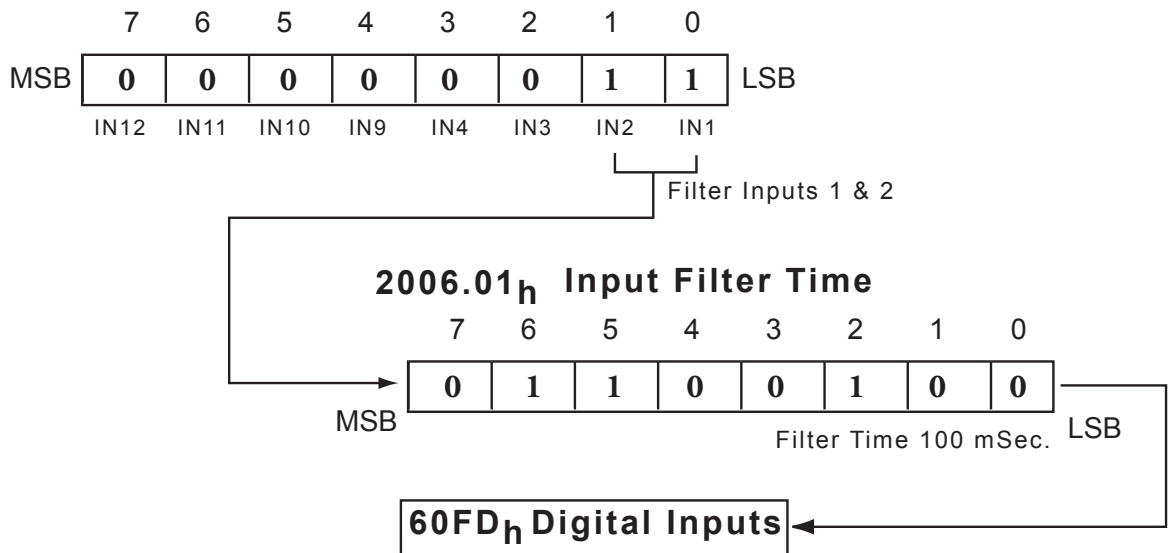 7 6 5 4 3 2 1 0
MSB 0 0 0 0 0 0 1 1 LSB
IN12 IN11 IN10 IN9 IN4 IN3 IN2 IN1
Filter Inputs 1 & 2
2006.01h Input Filter Time
7 6 5 4 3 2 1 0
0 1 1 0 0 1 0 0
MSB LSB
Filter Time 100 mSec.
60FDh Digital Inputs